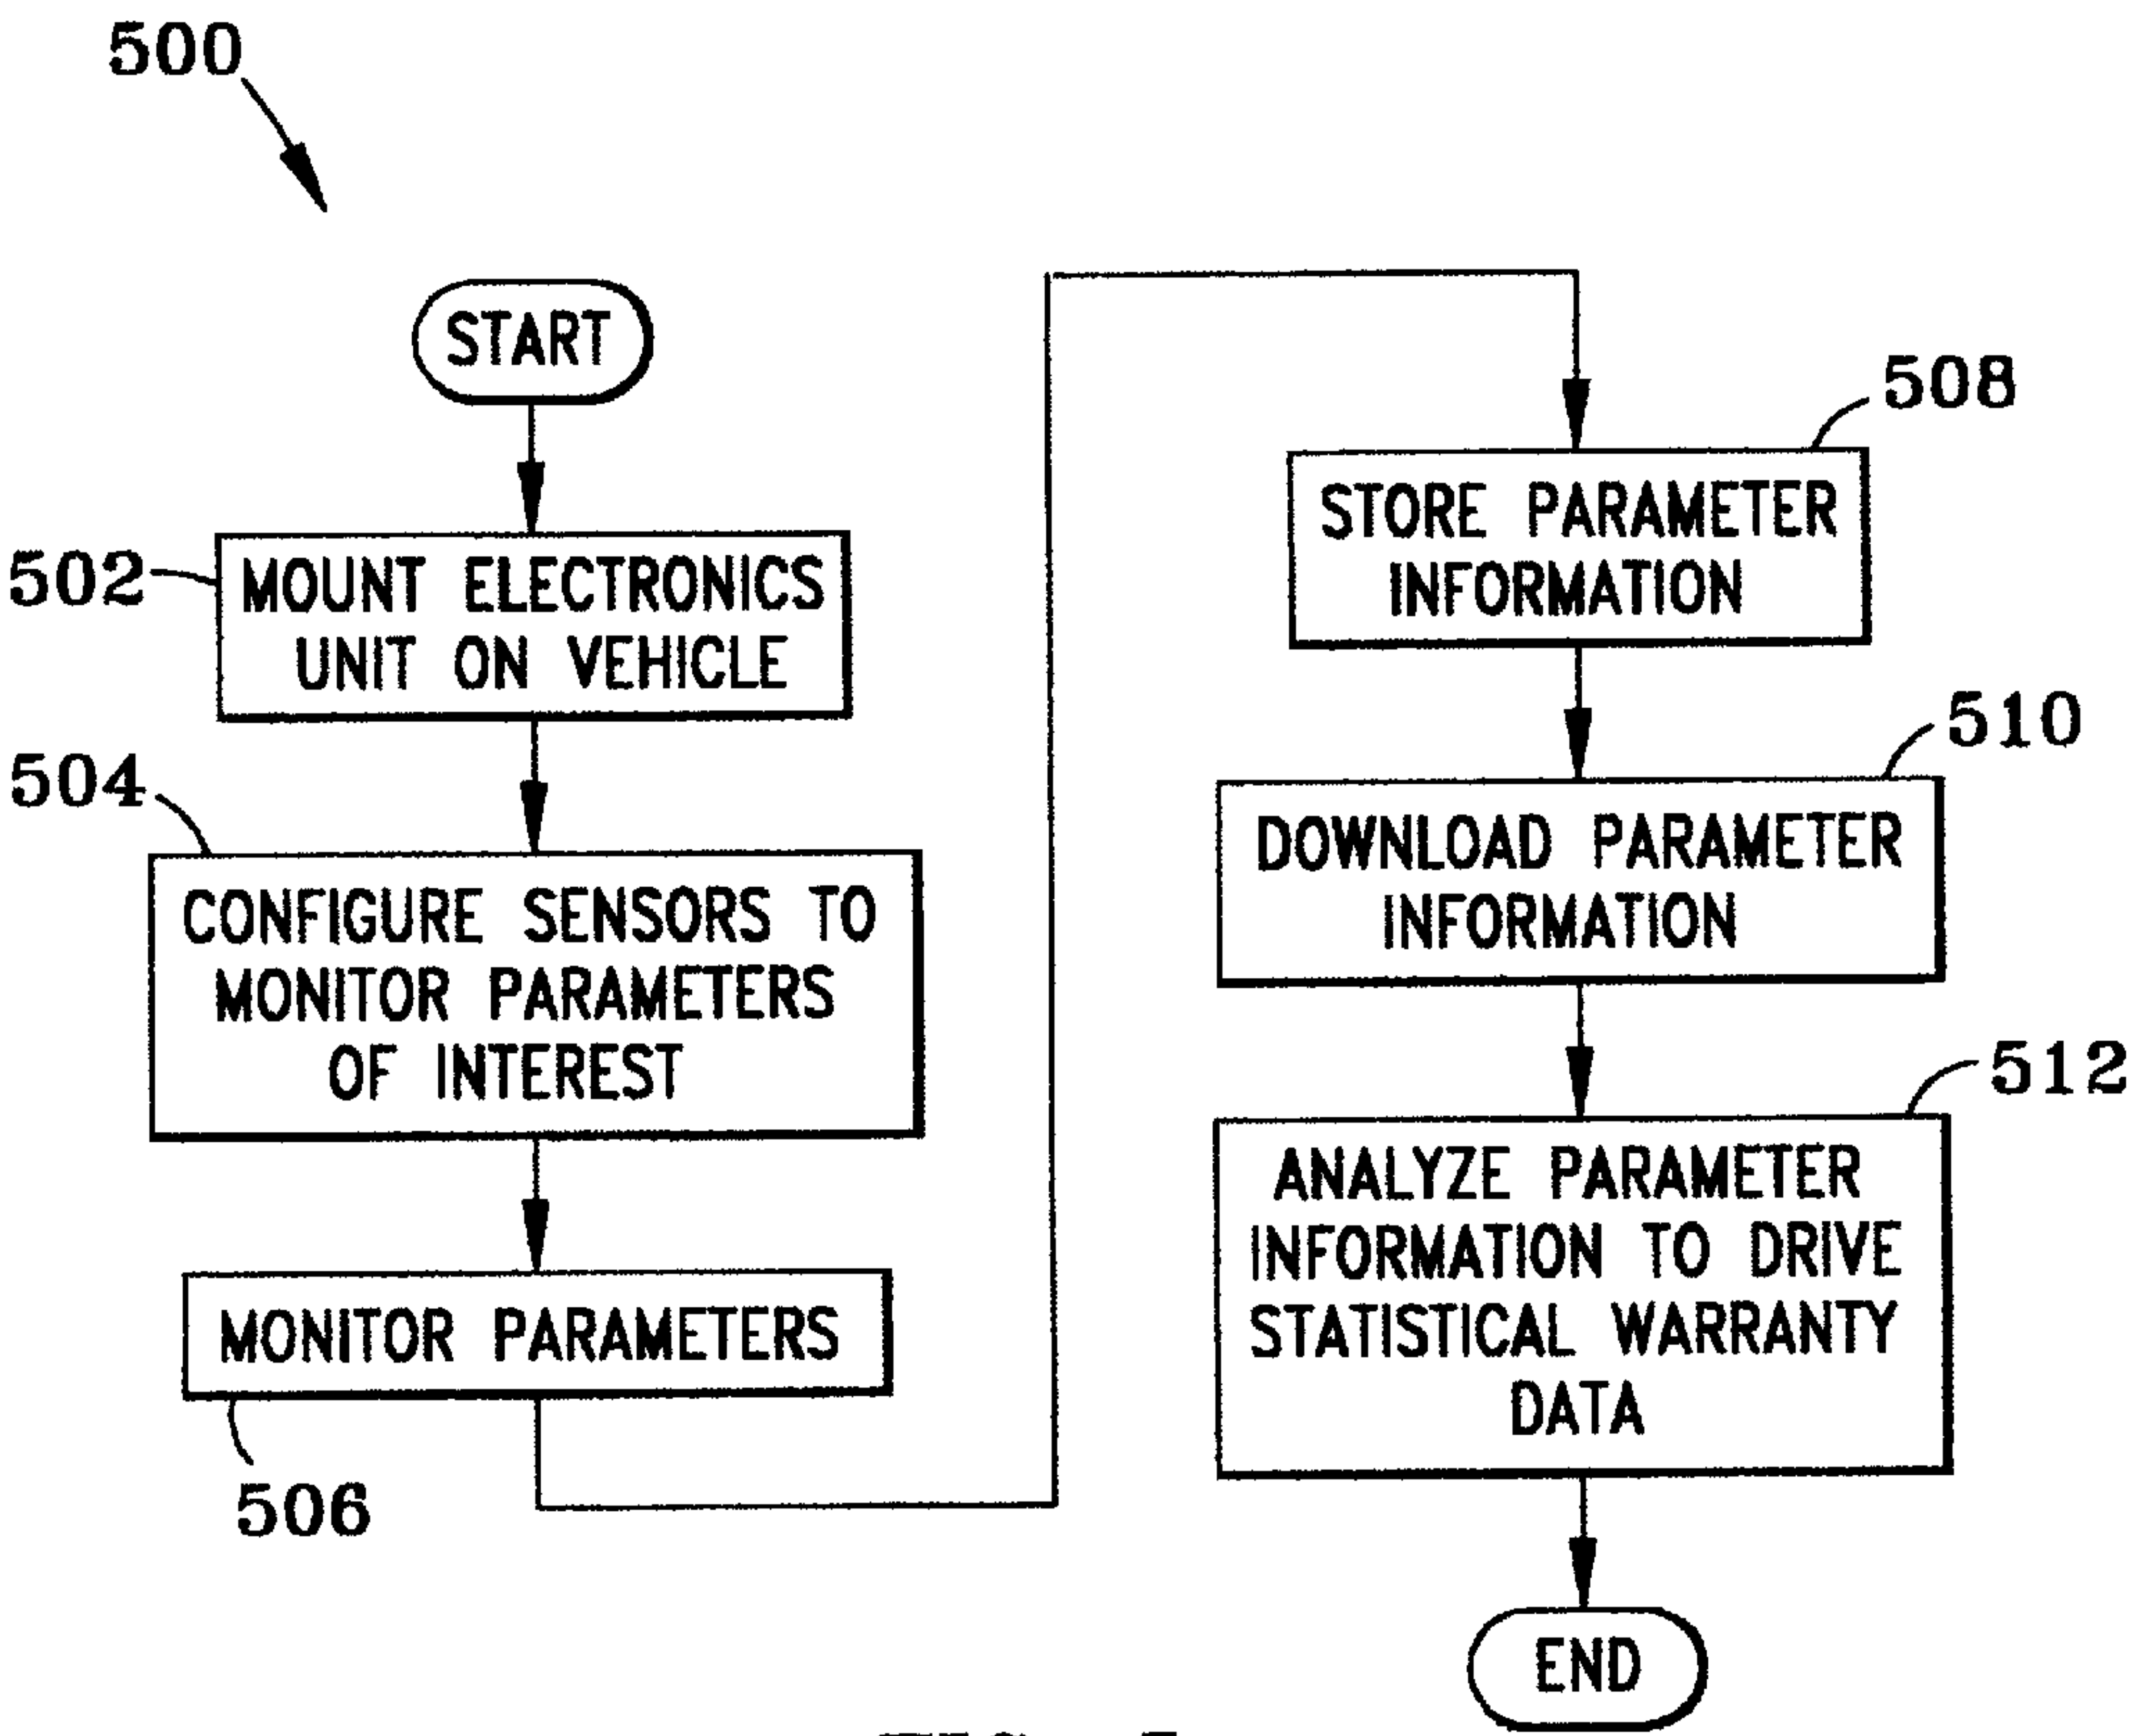 500
START
502
MOUNT ELECTRONICS
UNIT ON VEHICLE
504
CONFIGURE SENSORS TO
MONITOR PARAMETERS
OF INTEREST
MONITOR PARAMETERS
506
508
STORE PARAMETER
INFORMATION
510
DOWNLOAD PARAMETER
INFORMATION
512
ANALYZE PARAMETER
INFORMATION TO DRIVE
STATISTICAL WARRANTY
DATA
END